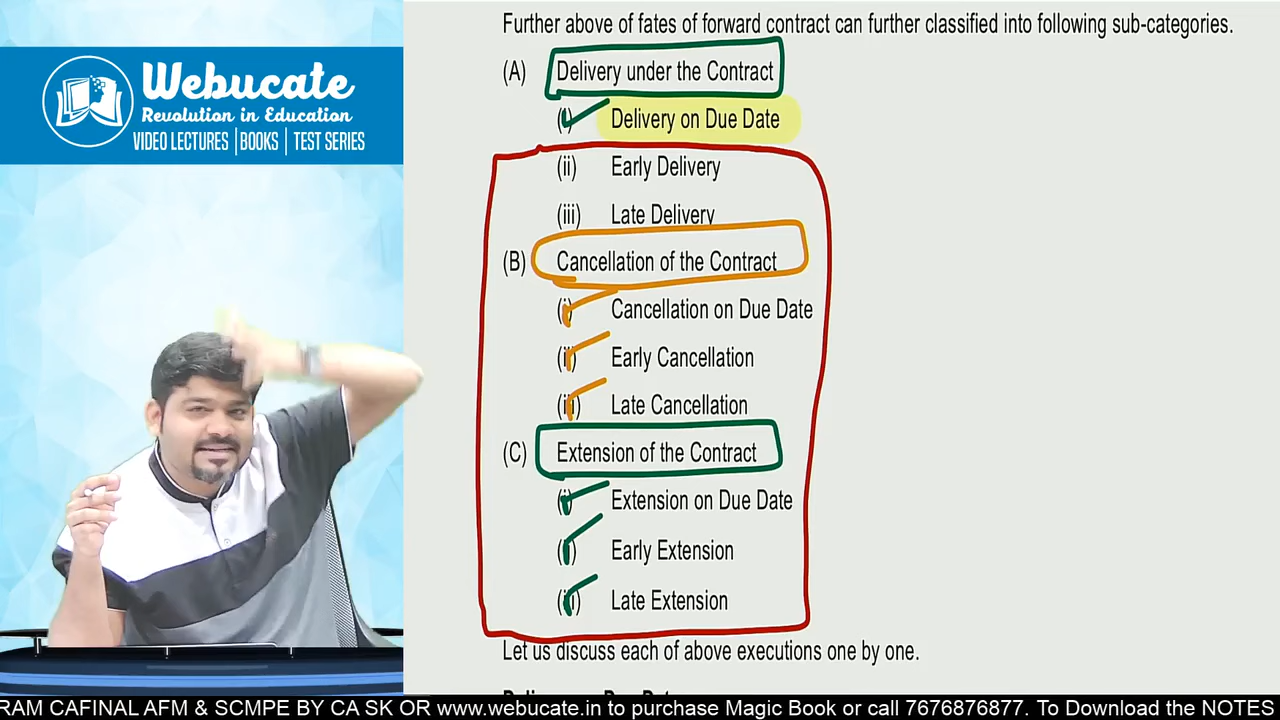 Further above of fates of forward contract can further classified into following sub-categories.
Webucate
Revolution in Education
VIDEO LECTURES | BOOKS | TEST SERIES
(A) Delivery under the Contract
(i) Delivery on Due Date
(ii) Early Delivery
(iii) Late Delivery
(B) Cancellation of the Contract
(i) Cancellation on Due Date
(ii) Early Cancellation
(iii) Late Cancellation
(C) Extension of the Contract
(i) Extension on Due Date
(ii) Early Extension
(iii) Late Extension
Let us discuss each of above executions one by one.
RAM CAFINAL AFM & SCMPE BY CA SK OR www.webucate.in to purchase Magic Book or call 7676876877. To Download the NOTES